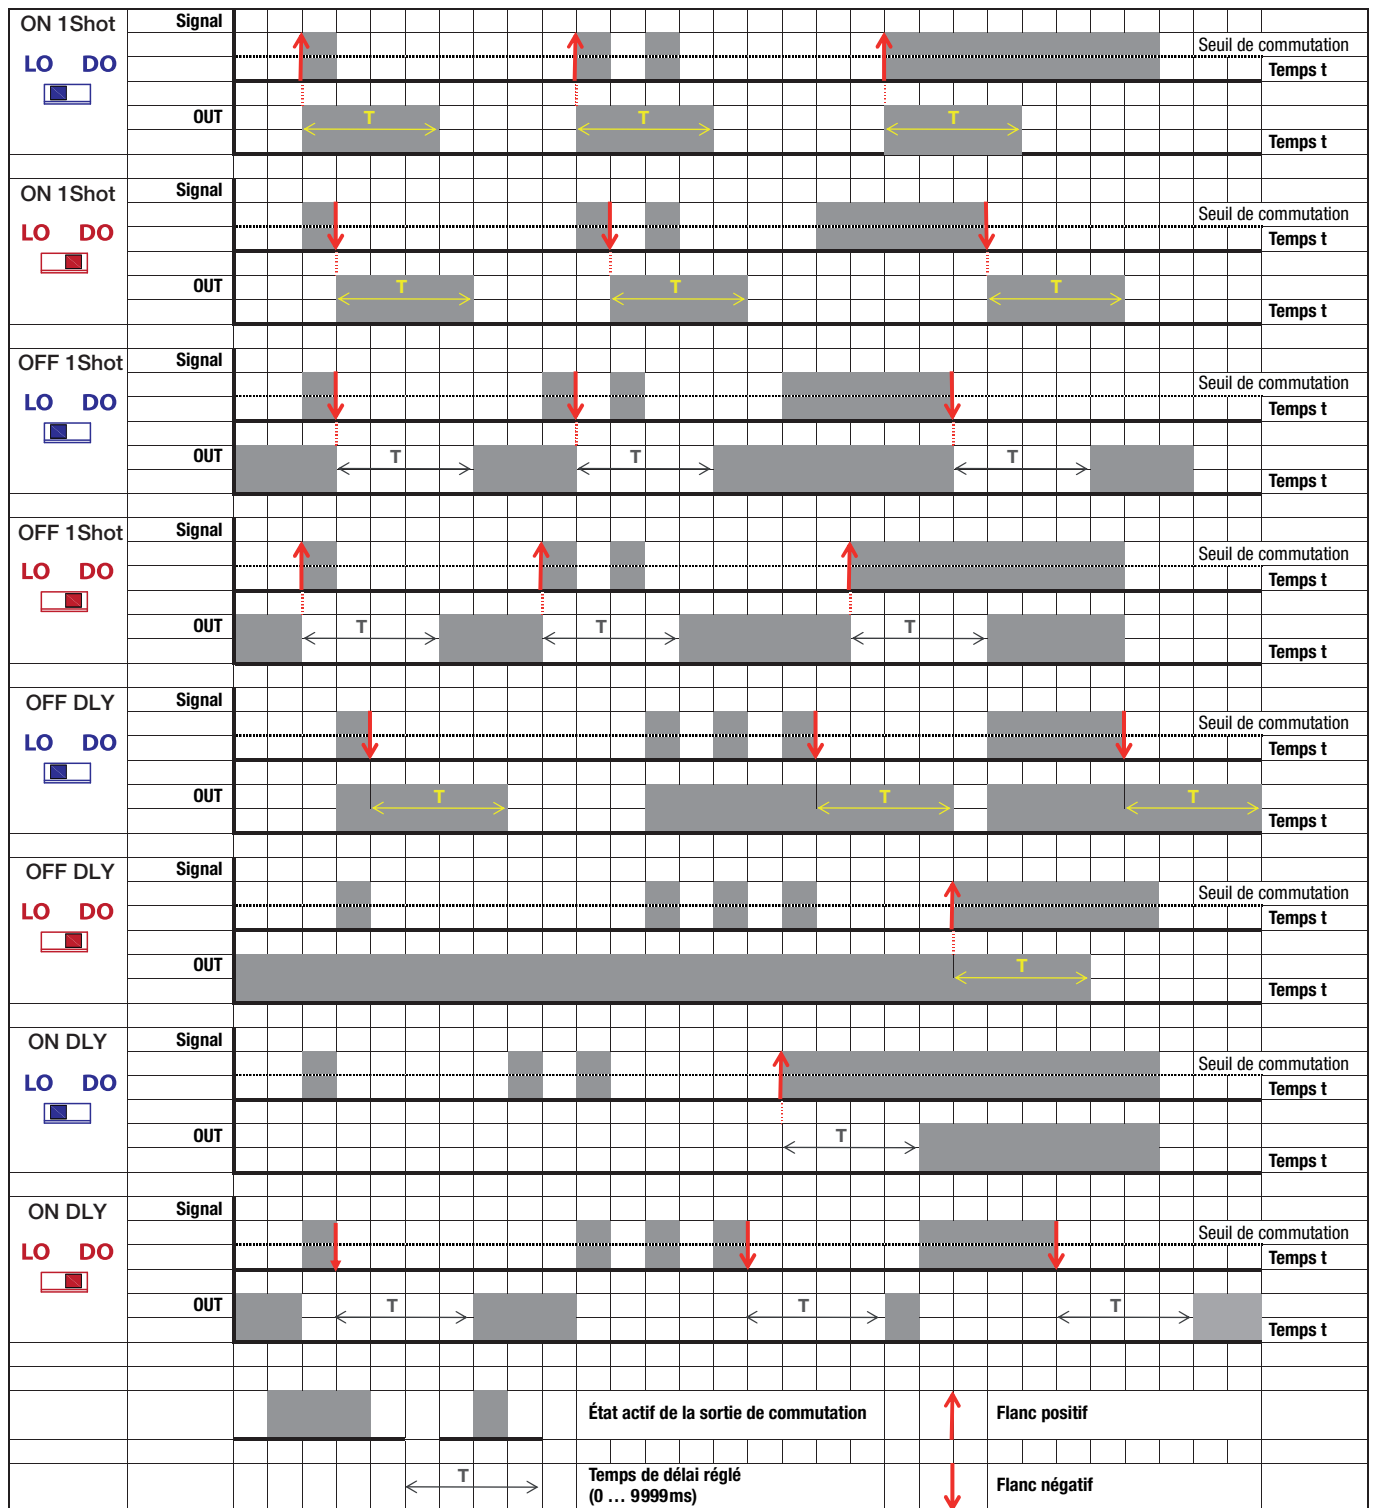 ON 1Shot Signal
Seuil de commutation
LO DO Temps t
OUT T T T
Temps t
ON 1Shot Signal
Seuil de commutation
LO DO Temps t
OUT T T T
Temps t
OFF 1Shot Signal
Seuil de commutation
LO DO Temps t
OUT T T T
Temps t
OFF 1Shot Signal
Seuil de commutation
LO DO Temps t
OUT T T T
Temps t
OFF DLY Signal
Seuil de commutation
LO DO Temps t
OUT T T T
Temps t
OFF DLY Signal
Seuil de commutation
LO DO Temps t
OUT T
Temps t
ON DLY Signal
Seuil de commutation
LO DO Temps t
OUT T
Temps t
ON DLY Signal
Seuil de commutation
LO DO Temps t
OUT T T T
Temps t
État actif de la sortie de commutation Flanc positif
T Temps de délai réglé
(0 … 9999ms) Flanc négatif